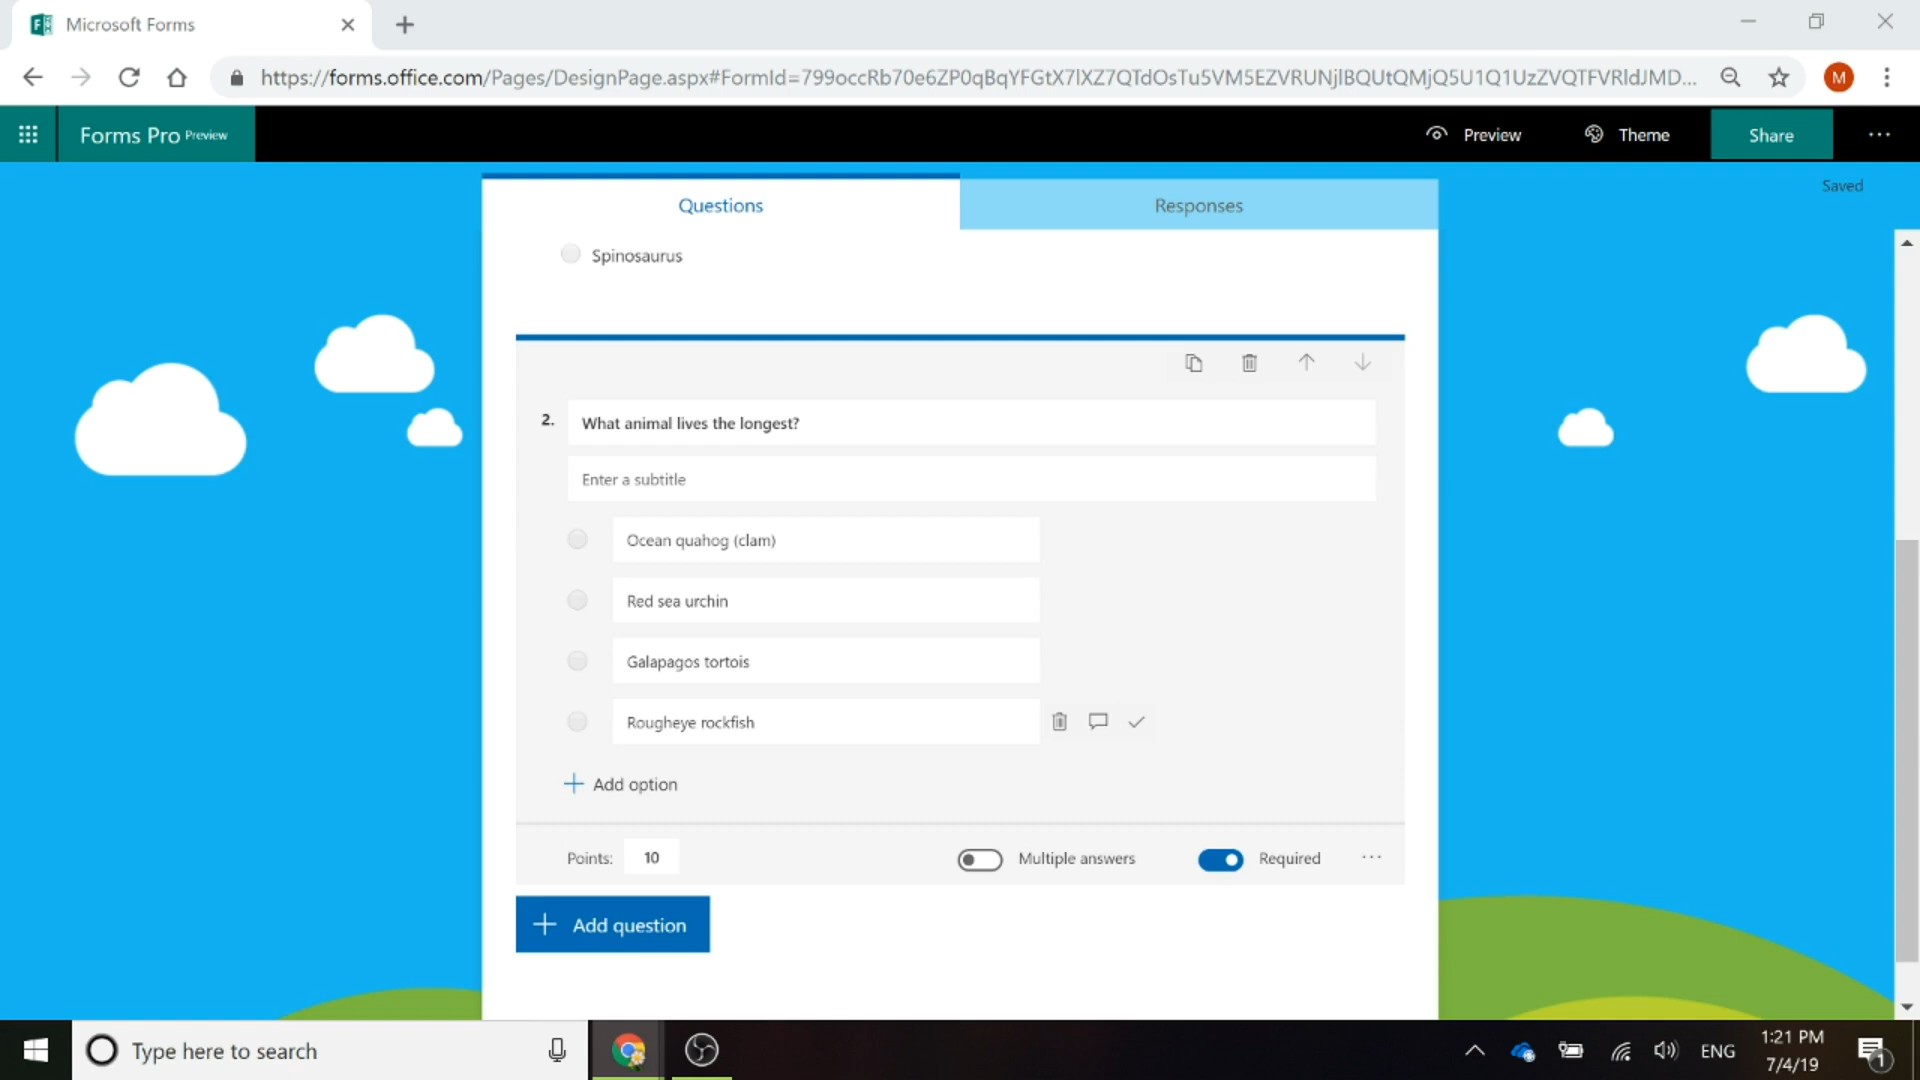 Microsoft Forms
https://forms.office.com/Pages/DesignPage.aspx#FormId=799occRb70e6ZP0qBqYFGtX7lXZ7QTdOsTu5VM5EZVRUNjlBQUtQMjQ5U1Q1UzZVQTFVRldJMD...
M
Forms Pro Preview
Preview
Theme
Share
Saved
Questions
Responses
Spinosaurus
2.
What animal lives the longest?
Enter a subtitle
Ocean quahog (clam)
Red sea urchin
Galapagos tortois
Rougheye rockfish
Add option
Points: 10
Multiple answers
Required
Add question
Type here to search
ENG
1:21 PM
7/4/19
1